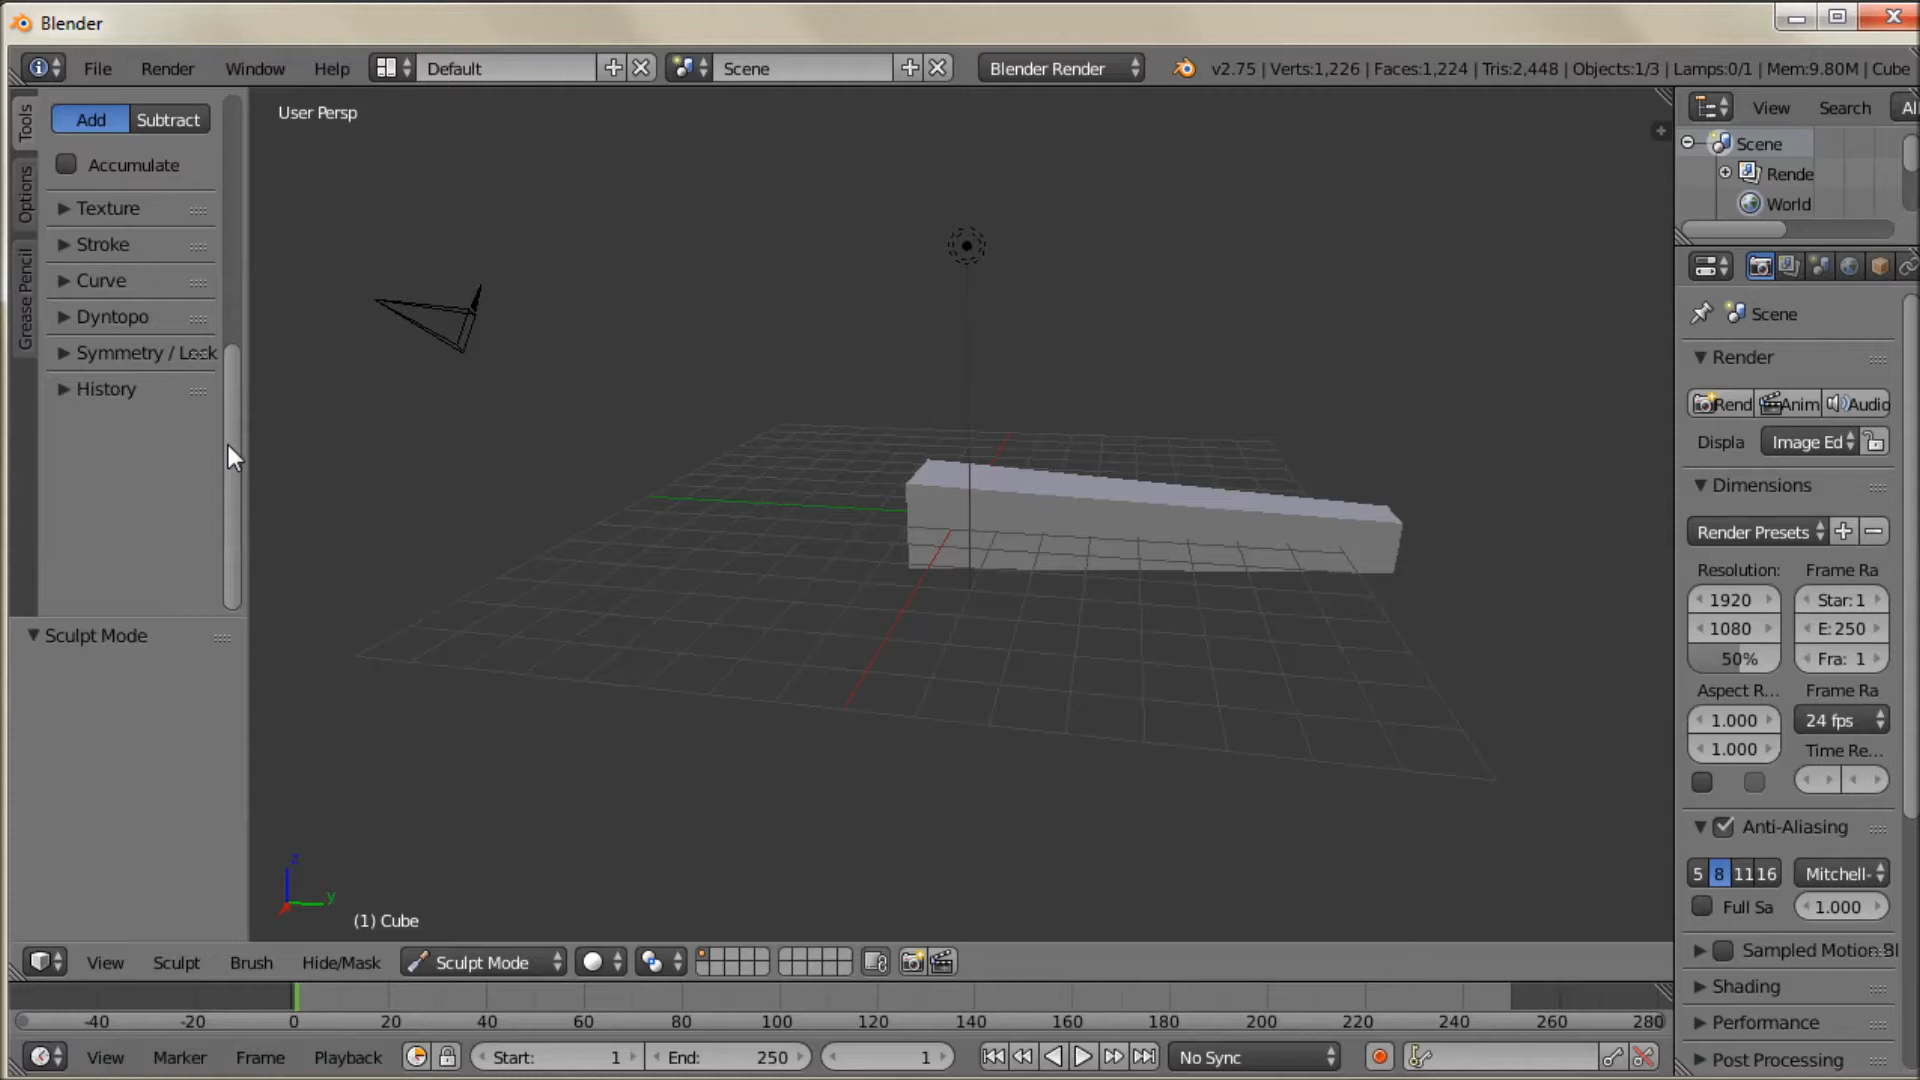 Blender
File Render Window Help Default Scene Blender Render v2.75 | Verts:1,226 | Faces:1,224 | Tris:2,448 | Objects:1/3 | Lamps:0/1 | Mem:9.80M | Cube
Tools
Options
Grease Pencil
Add Subtract
Accumulate
Texture
Stroke
Curve
Dyntopo
Symmetry / Lock
History
Sculpt Mode
User Persp
z
y
(1) Cube
View Search Al
Scene
Rende
World
Scene
Render
Rend Anim Audio
Displa Image Ed
Dimensions
Render Presets
Resolution: Frame Ra
1920 Star: 1
1080 E: 250
50% Fra: 1
Aspect R... Frame Ra
1.000 24 fps
1.000 Time Re...
Anti-Aliasing
5 8 11 16 Mitchell-
Full Sa 1.000
Sampled Motion Bl
Shading
Performance
Post Processing
View Sculpt Brush Hide/Mask Sculpt Mode
-40 -20 0 20 40 60 80 100 120 140 160 180 200 220 240 260 280
View Marker Frame Playback Start: 1 End: 250 1 No Sync